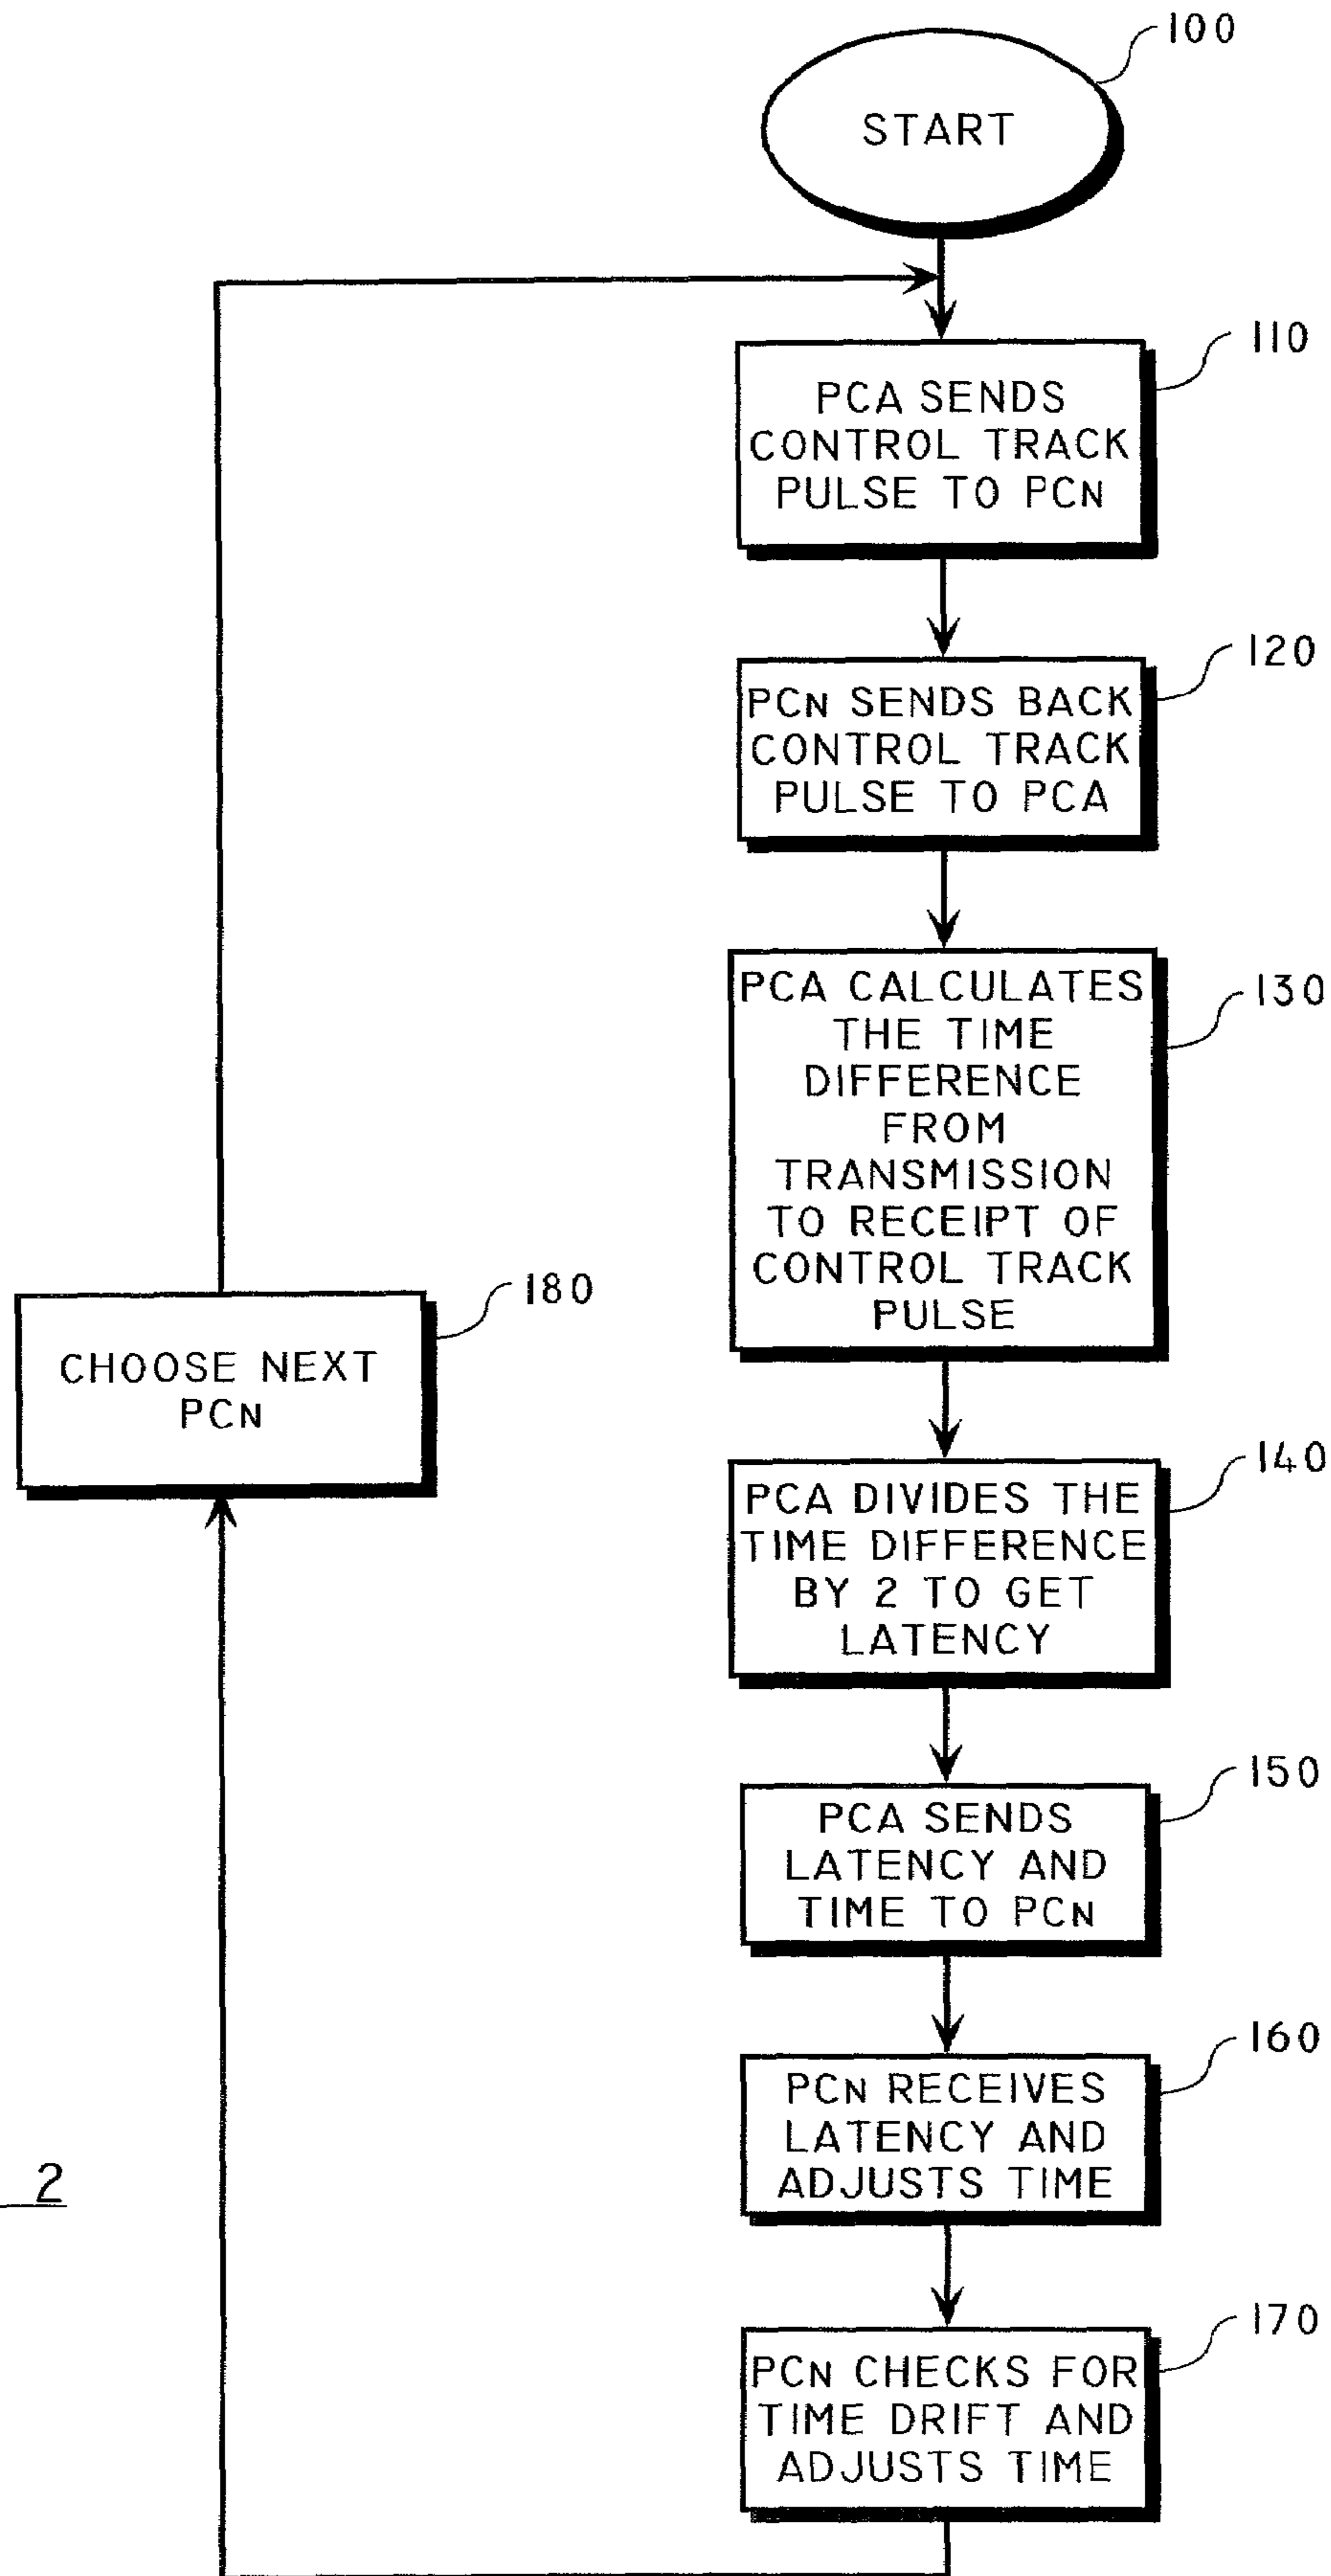 100
START
110
PCA SENDS
CONTROL TRACK
PULSE TO PCN
120
PCN SENDS BACK
CONTROL TRACK
PULSE TO PCA
130
PCA CALCULATES
THE TIME
DIFFERENCE
FROM
TRANSMISSION
TO RECEIPT OF
CONTROL TRACK
PULSE
140
PCA DIVIDES THE
TIME DIFFERENCE
BY 2 TO GET
LATENCY
150
PCA SENDS
LATENCY AND
TIME TO PCN
160
PCN RECEIVES
LATENCY AND
ADJUSTS TIME
170
PCN CHECKS FOR
TIME DRIFT AND
ADJUSTS TIME
180
CHOOSE NEXT
PCN
2